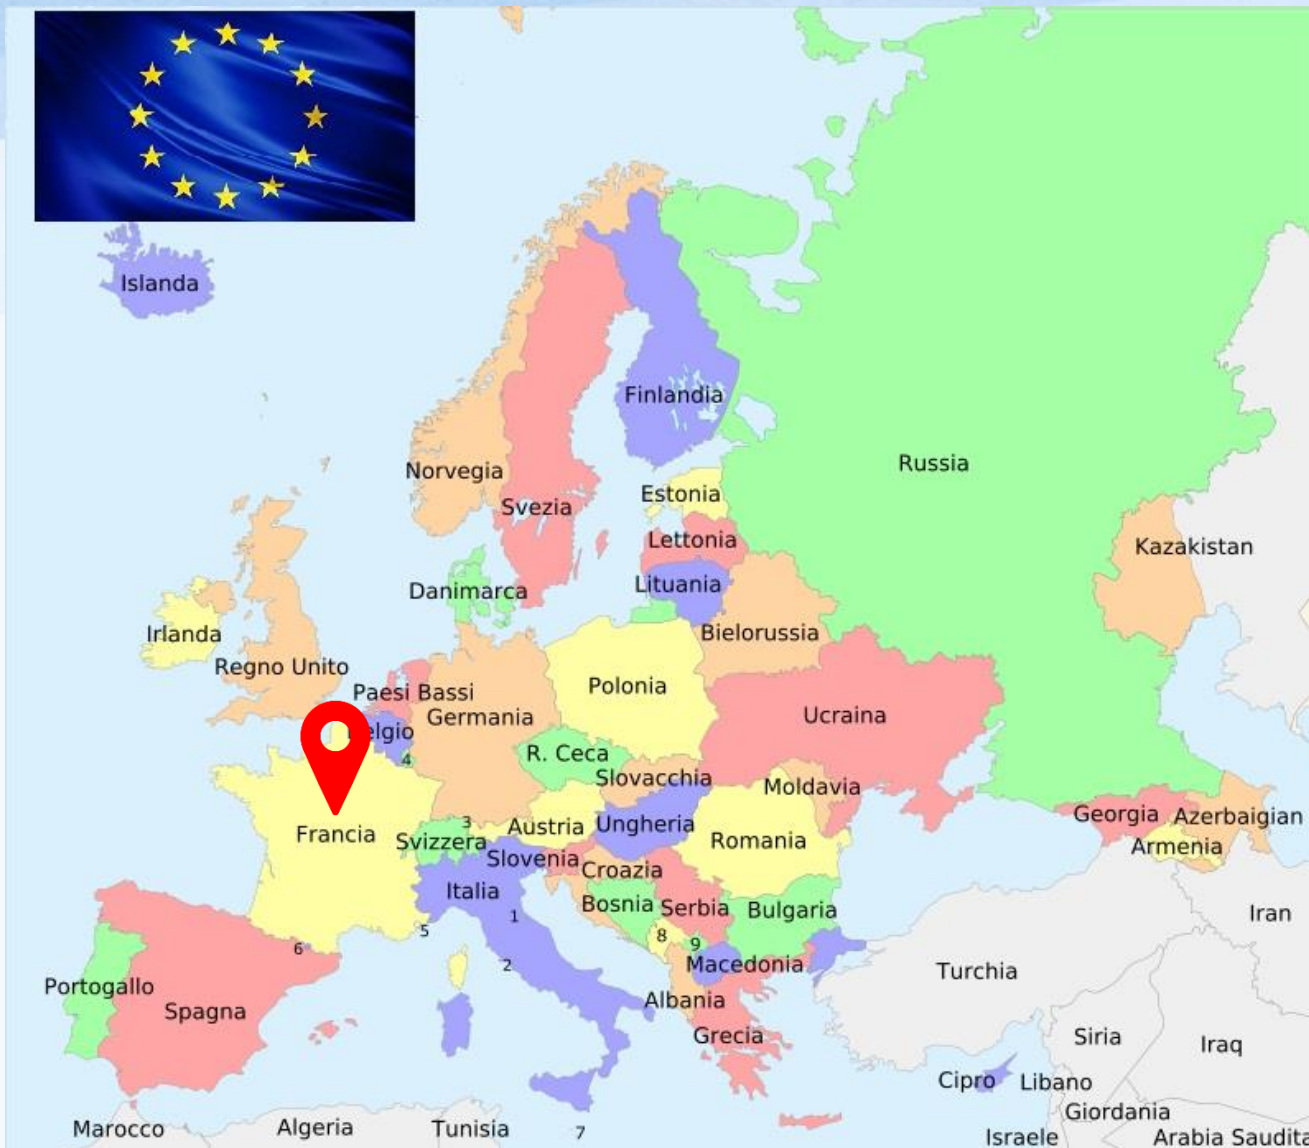 Islanda
Finlandia
Russia
Norvegia
Estonia
Svezia
Lettonia
Kazakistan
Lituania
Danimarca
Irlanda
Bielorussia
Regno Unito
Paesi Bassi
Polonia
Germania
Ucraina
Belgio
R. Ceca
4
Slovacchia
Moldavia
Georgia
Azerbaigian
3
Austria
Ungheria
Francia
Svizzera
Romania
Armenia
Slovenia
Croazia
Italia
Bosnia
Serbia
Bulgaria
Iran
1
5
8
9
6
2
Macedonia
Turchia
Portogallo
Albania
Spagna
Grecia
Siria
Iraq
Cipro
Libano
Giordania
Marocco
Algeria
Tunisia
7
Israele
Arabia Saudita